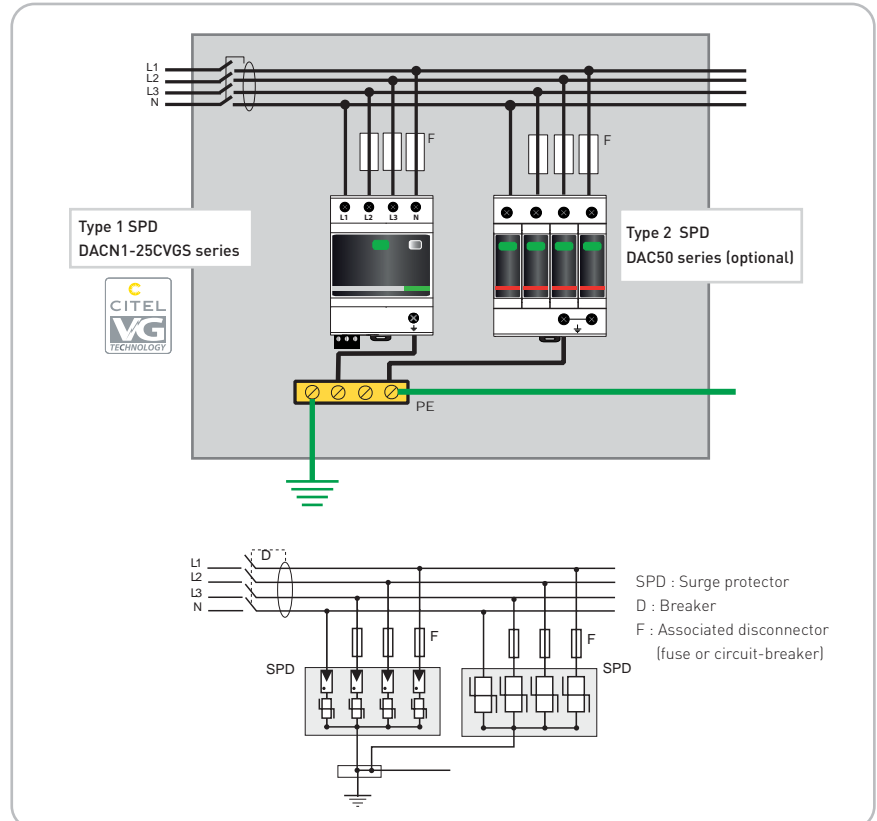 L1
L2
L3
N
F
F
L1 L2 L3 N
Type 1 SPD
DACN1-25CVGS series
Type 2 SPD
DAC50 series (optional)
C
CITEL
VG
TECHNOLOGY
PE
D
L1
L2
L3
N
F
F
SPD
SPD
SPD : Surge protector
D : Breaker
F : Associated disconnector
(fuse or circuit-breaker)